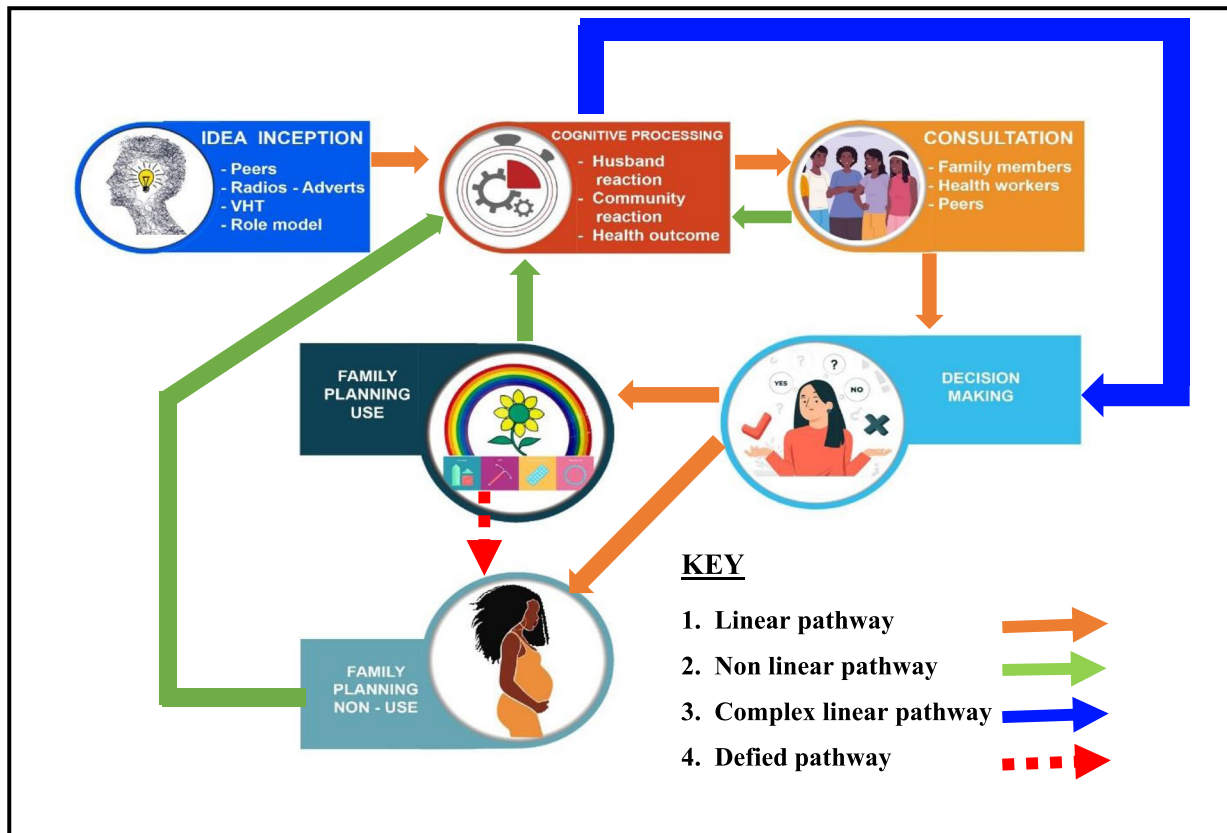 IDEA INCEPTION
- Peers
- Radios - Adverts
- VHT
- Role model
COGNITIVE PROCESSING
- Husband
reaction
- Community
reaction
- Health outcome
CONSULTATION
- Family members
- Health workers
- Peers
FAMILY
PLANNING
USE
YES
?
NO
?
?
?
DECISION
MAKING
FAMILY
PLANNING
NON - USE
KEY
1. Linear pathway
2. Non linear pathway
3. Complex linear pathway
4. Defied pathway